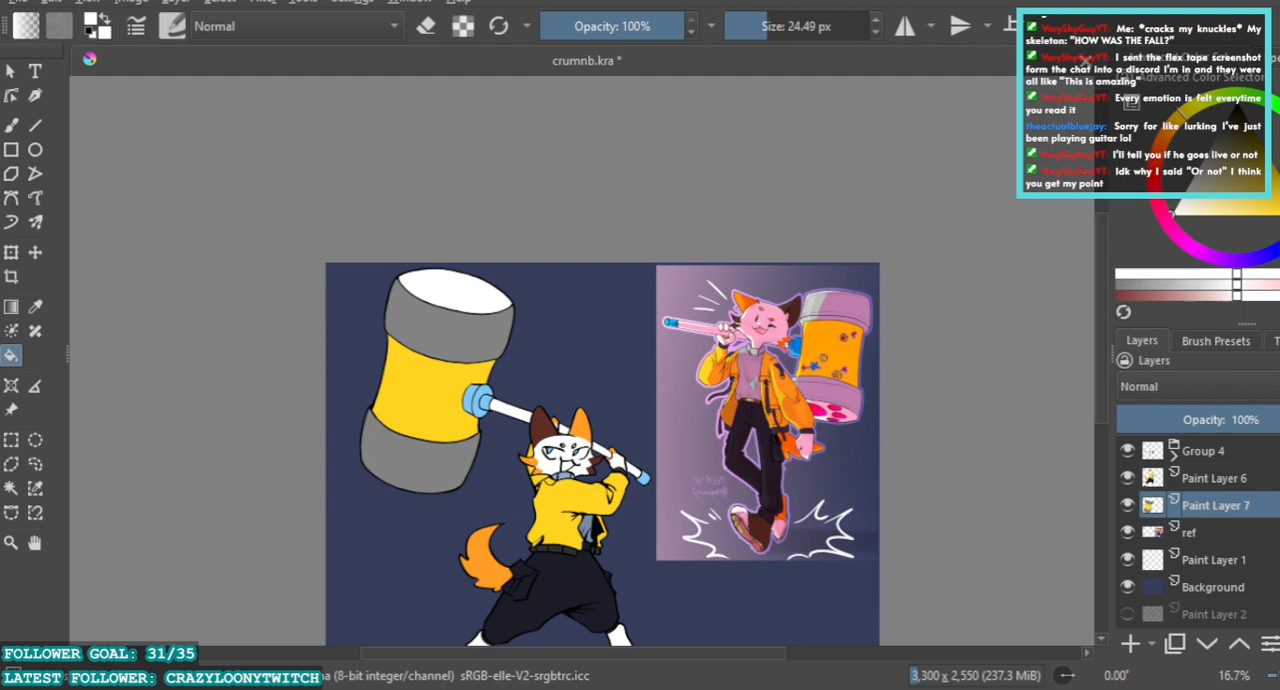 Normal
Opacity: 100%
Size: 24.49 px
crumnb.kra *
VeryShyGuyYT: Me: *cracks my knuckles* My
skeleton: "HOW WAS THE FALL?"
VeryShyGuyYT: I sent the flex tape screenshot
form the chat into a discord I'm in and they were
all like "This is amazing"
VeryShyGuyYT: Every emotion is felt everytime
you read it
theactualbluejay: Sorry for like lurking I've just
been playing guitar lol
VeryShyGuyYT: I'll tell you if he goes live or not
VeryShyGuyYT: Idk why I said "Or not" I think
you get my point
Advanced Color Selector
Layers
Brush Presets
Layers
Normal
Opacity: 100%
Group 4
Paint Layer 6
Paint Layer 7
ref
Paint Layer 1
Background
Paint Layer 2
FOLLOWER GOAL: 31/35
LATEST FOLLOWER: CRAZYLOONYTWITCH
(8-bit integer/channel) sRGB-elle-V2-srgbtrc.icc
3,300 x 2,550 (237.3 MiB)
0.00°
16.7%